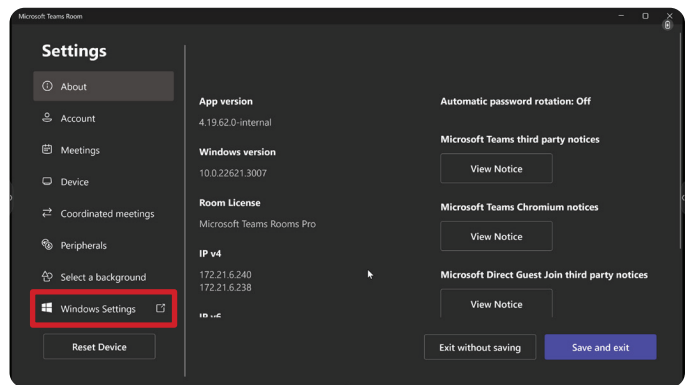 Microsoft Teams Room
Settings
About
Account
Meetings
Device
Coordinated meetings
Peripherals
Select a background
Windows Settings
Reset Device
App version
4.19.62.0-internal
Windows version
10.0.22621.3007
Room License
Microsoft Teams Rooms Pro
IP v4
172.21.6.240
172.21.6.238
IP v6
Automatic password rotation: Off
Microsoft Teams third party notices
View Notice
Microsoft Teams Chromium notices
View Notice
Microsoft Direct Guest Join third party notices
View Notice
Exit without saving
Save and exit